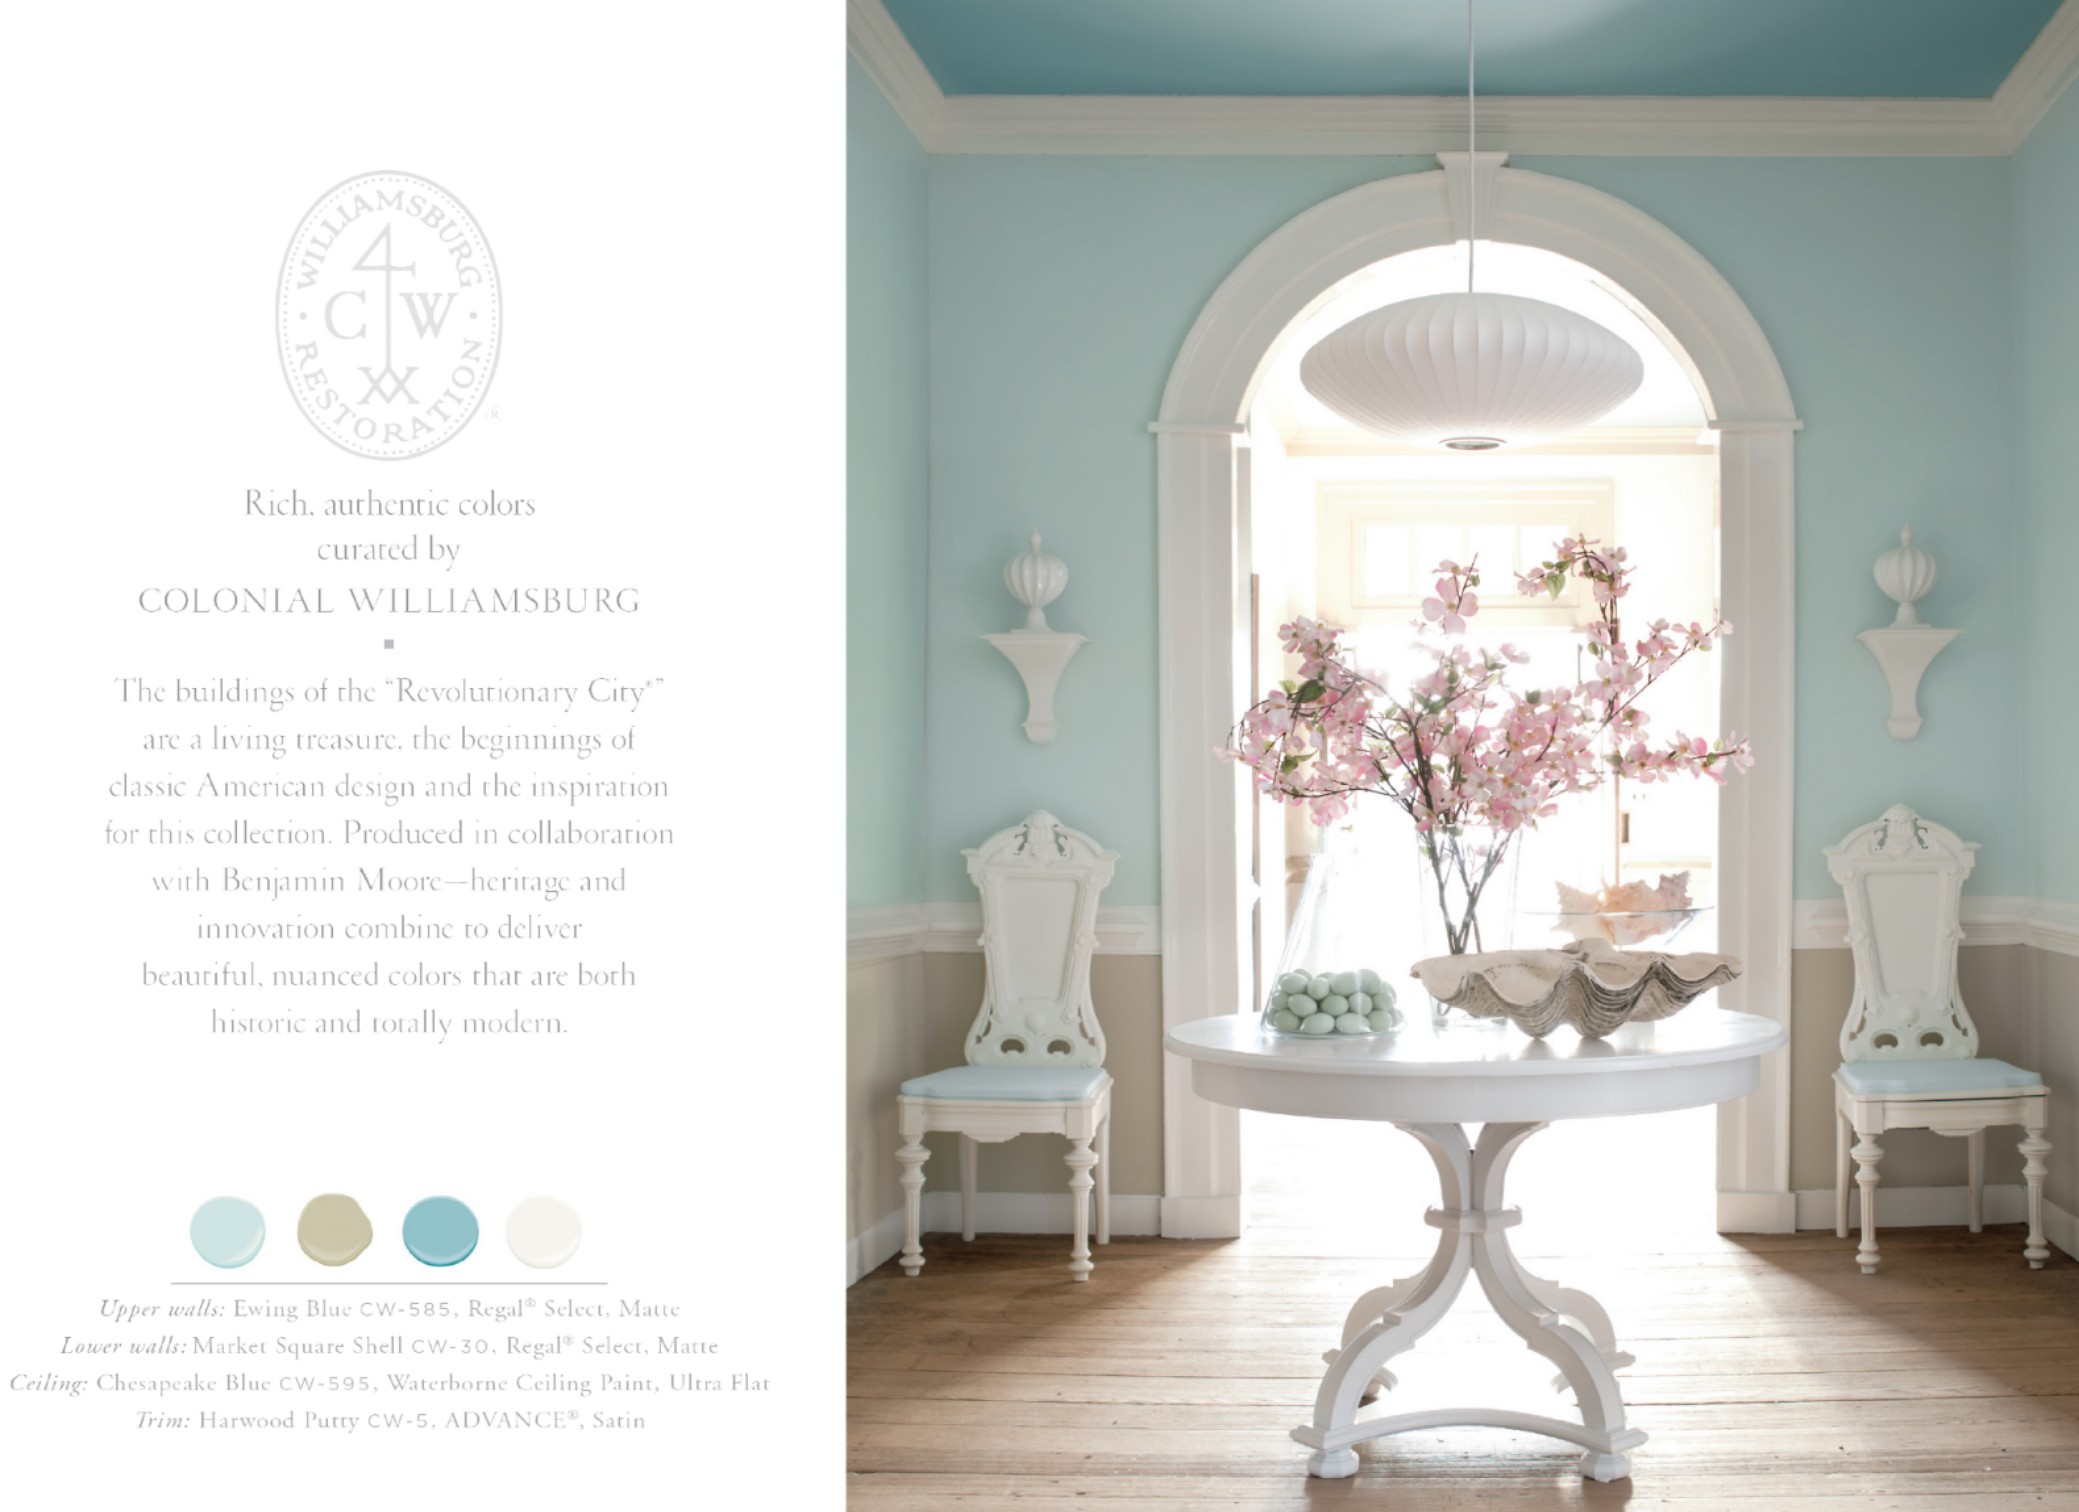 WILLIAMSBURG
4
C W
XX
RESTORATION
®
Rich, authentic colors
curated by
COLONIAL WILLIAMSBURG
The buildings of the “Revolutionary City®”
are a living treasure, the beginnings of
classic American design and the inspiration
for this collection. Produced in collaboration
with Benjamin Moore—heritage and
innovation combine to deliver
beautiful, nuanced colors that are both
historic and totally modern.
Upper walls: Ewing Blue CW-585, Regal® Select, Matte
Lower walls: Market Square Shell CW-30, Regal® Select, Matte
Ceiling: Chesapeake Blue CW-595, Waterborne Ceiling Paint, Ultra Flat
Trim: Harwood Putty CW-5, ADVANCE®, Satin